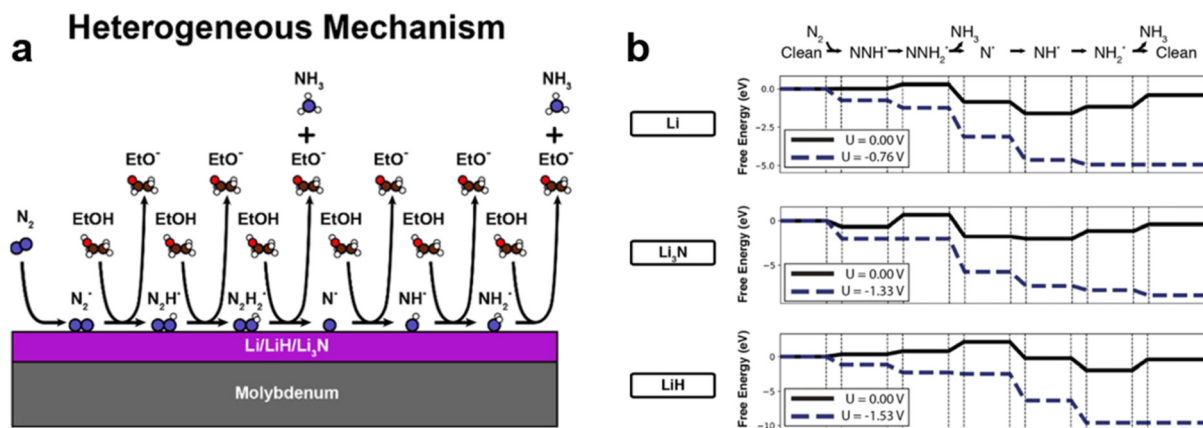 Heterogeneous Mechanism
a
NH₃ NH₃
+ +
EtO⁻ EtO⁻ EtO⁻ EtO⁻ EtO⁻ EtO⁻
N₂ EtOH EtOH EtOH EtOH EtOH EtOH
N₂* N₂H* N₂H₂* N* NH* NH₂*
Li/LiH/Li₃N
Molybdenum
b
N₂ NH₃ NH₃
Clean → NNH* → NNH₂* → N* → NH* → NH₂* → Clean
Li
Free Energy (eV)
0.0
-2.5
-5.0
U = 0.00 V
U = -0.76 V
Li₃N
Free Energy (eV)
0
-5
U = 0.00 V
U = -1.33 V
LiH
Free Energy (eV)
0
-5
-10
U = 0.00 V
U = -1.53 V